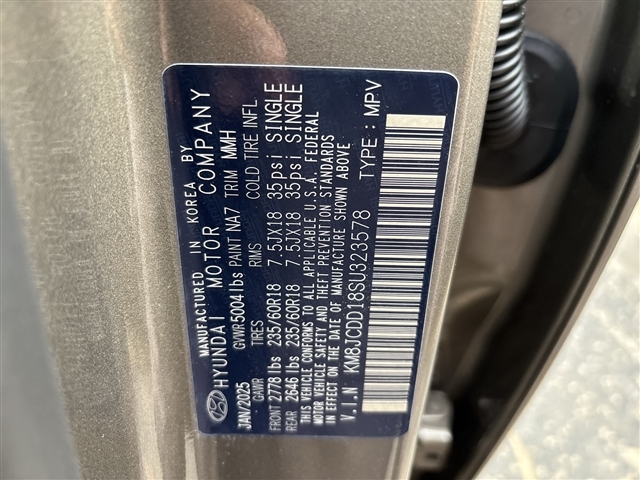 MANUFACTURED IN KOREA BY
HYUNDAI MOTOR COMPANY
JAN/2025 GVWR 5004 lbs PAINT NA7 TRIM MMH
GAWR TIRES RIMS COLD TIRE INFL
FRONT 2778 lbs 235/60R18 7.5JX18 35psi SINGLE
REAR 2646 lbs 235/60R18 7.5JX18 35psi SINGLE
THIS VEHICLE CONFORMS TO ALL APPLICABLE U.S.A. FEDERAL
MOTOR VEHICLE SAFETY AND THEFT PREVENTION STANDARDS
IN EFFECT ON THE DATE OF MANUFACTURE SHOWN ABOVE
V.I.N KM8JCDD18SU323578 TYPE : MPV